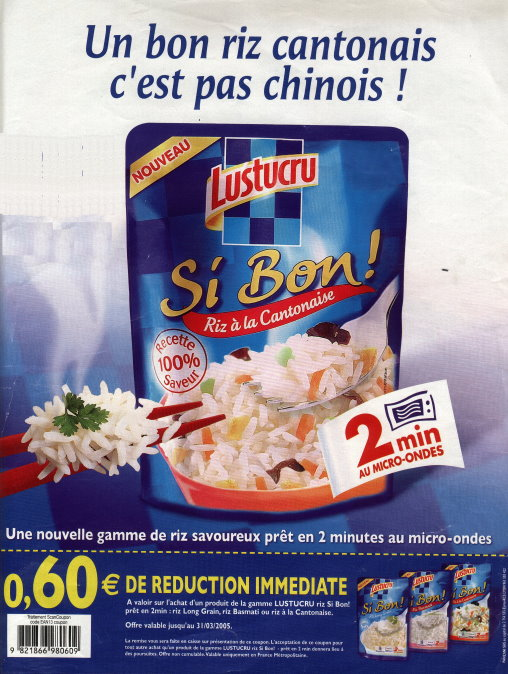 Un bon riz cantonais
c'est pas chinois !
NOUVEAU
Lustucru
Si Bon!
Riz à la Cantonaise
Recette
100%
Saveur
2 min
AU MICRO-ONDES
Une nouvelle gamme de riz savoureux prêt en 2 minutes au micro-ondes
0,60 € DE REDUCTION IMMEDIATE
A valoir sur l'achat d'un produit de la gamme LUSTUCRU riz Si Bon!
prêt en 2min : riz Long Grain, riz Basmati ou riz à la Cantonaise.
Offre valable jusqu'au 31/03/2005.
La remise vous sera faite en caisse sur présentation de ce coupon. L'acceptation de ce coupon pour
tout autre achat qu'un produit de la gamme LUSTUCRU riz Si Bon! - prêt en 2 min donnera lieu à
des poursuites. Offre non cumulable. Valable uniquement en France Métropolitaine.
Traitement ScanCoupon
code EAN13 coupon
9 821866 980609
Lustucru
Si Bon!
Lustucru
Si Bon!
Lustucru
Si Bon!